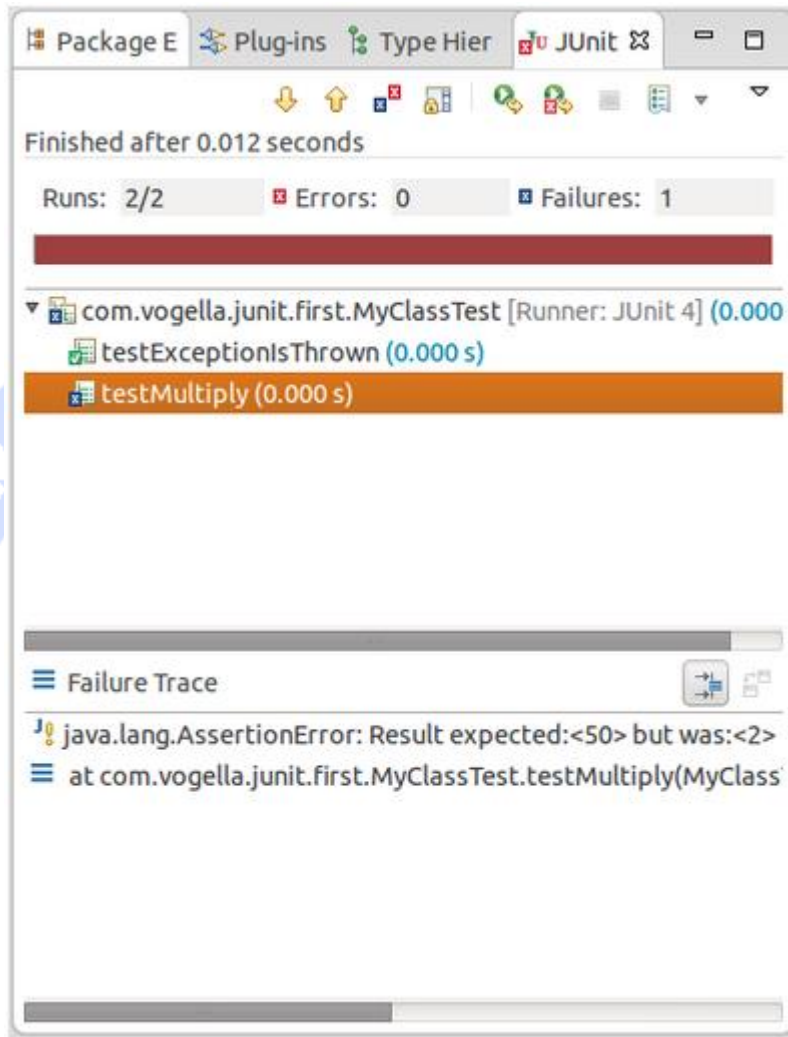 Package E Plug-ins Type Hier JUnit
Finished after 0.012 seconds
Runs: 2/2 Errors: 0 Failures: 1
com.vogella.junit.first.MyClassTest [Runner: JUnit 4] (0.000
testExceptionIsThrown (0.000 s)
testMultiply (0.000 s)
Failure Trace
java.lang.AssertionError: Result expected:<50> but was:<2>
at com.vogella.junit.first.MyClassTest.testMultiply(MyClass